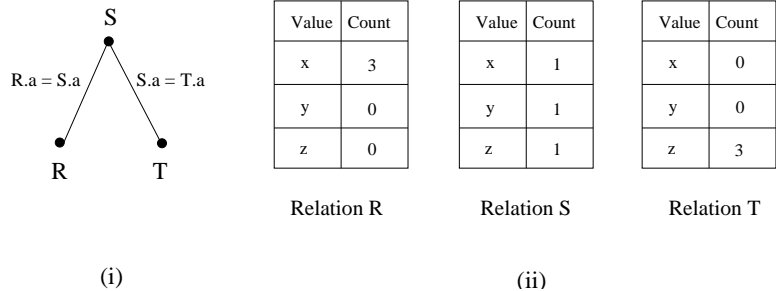 S
R.a = S.a
S.a = T.a
R
T
(i)
Value Count
x 3
y 0
z 0
Relation R
Value Count
x 1
y 1
z 1
Relation S
Value Count
x 0
y 0
z 3
Relation T
(ii)